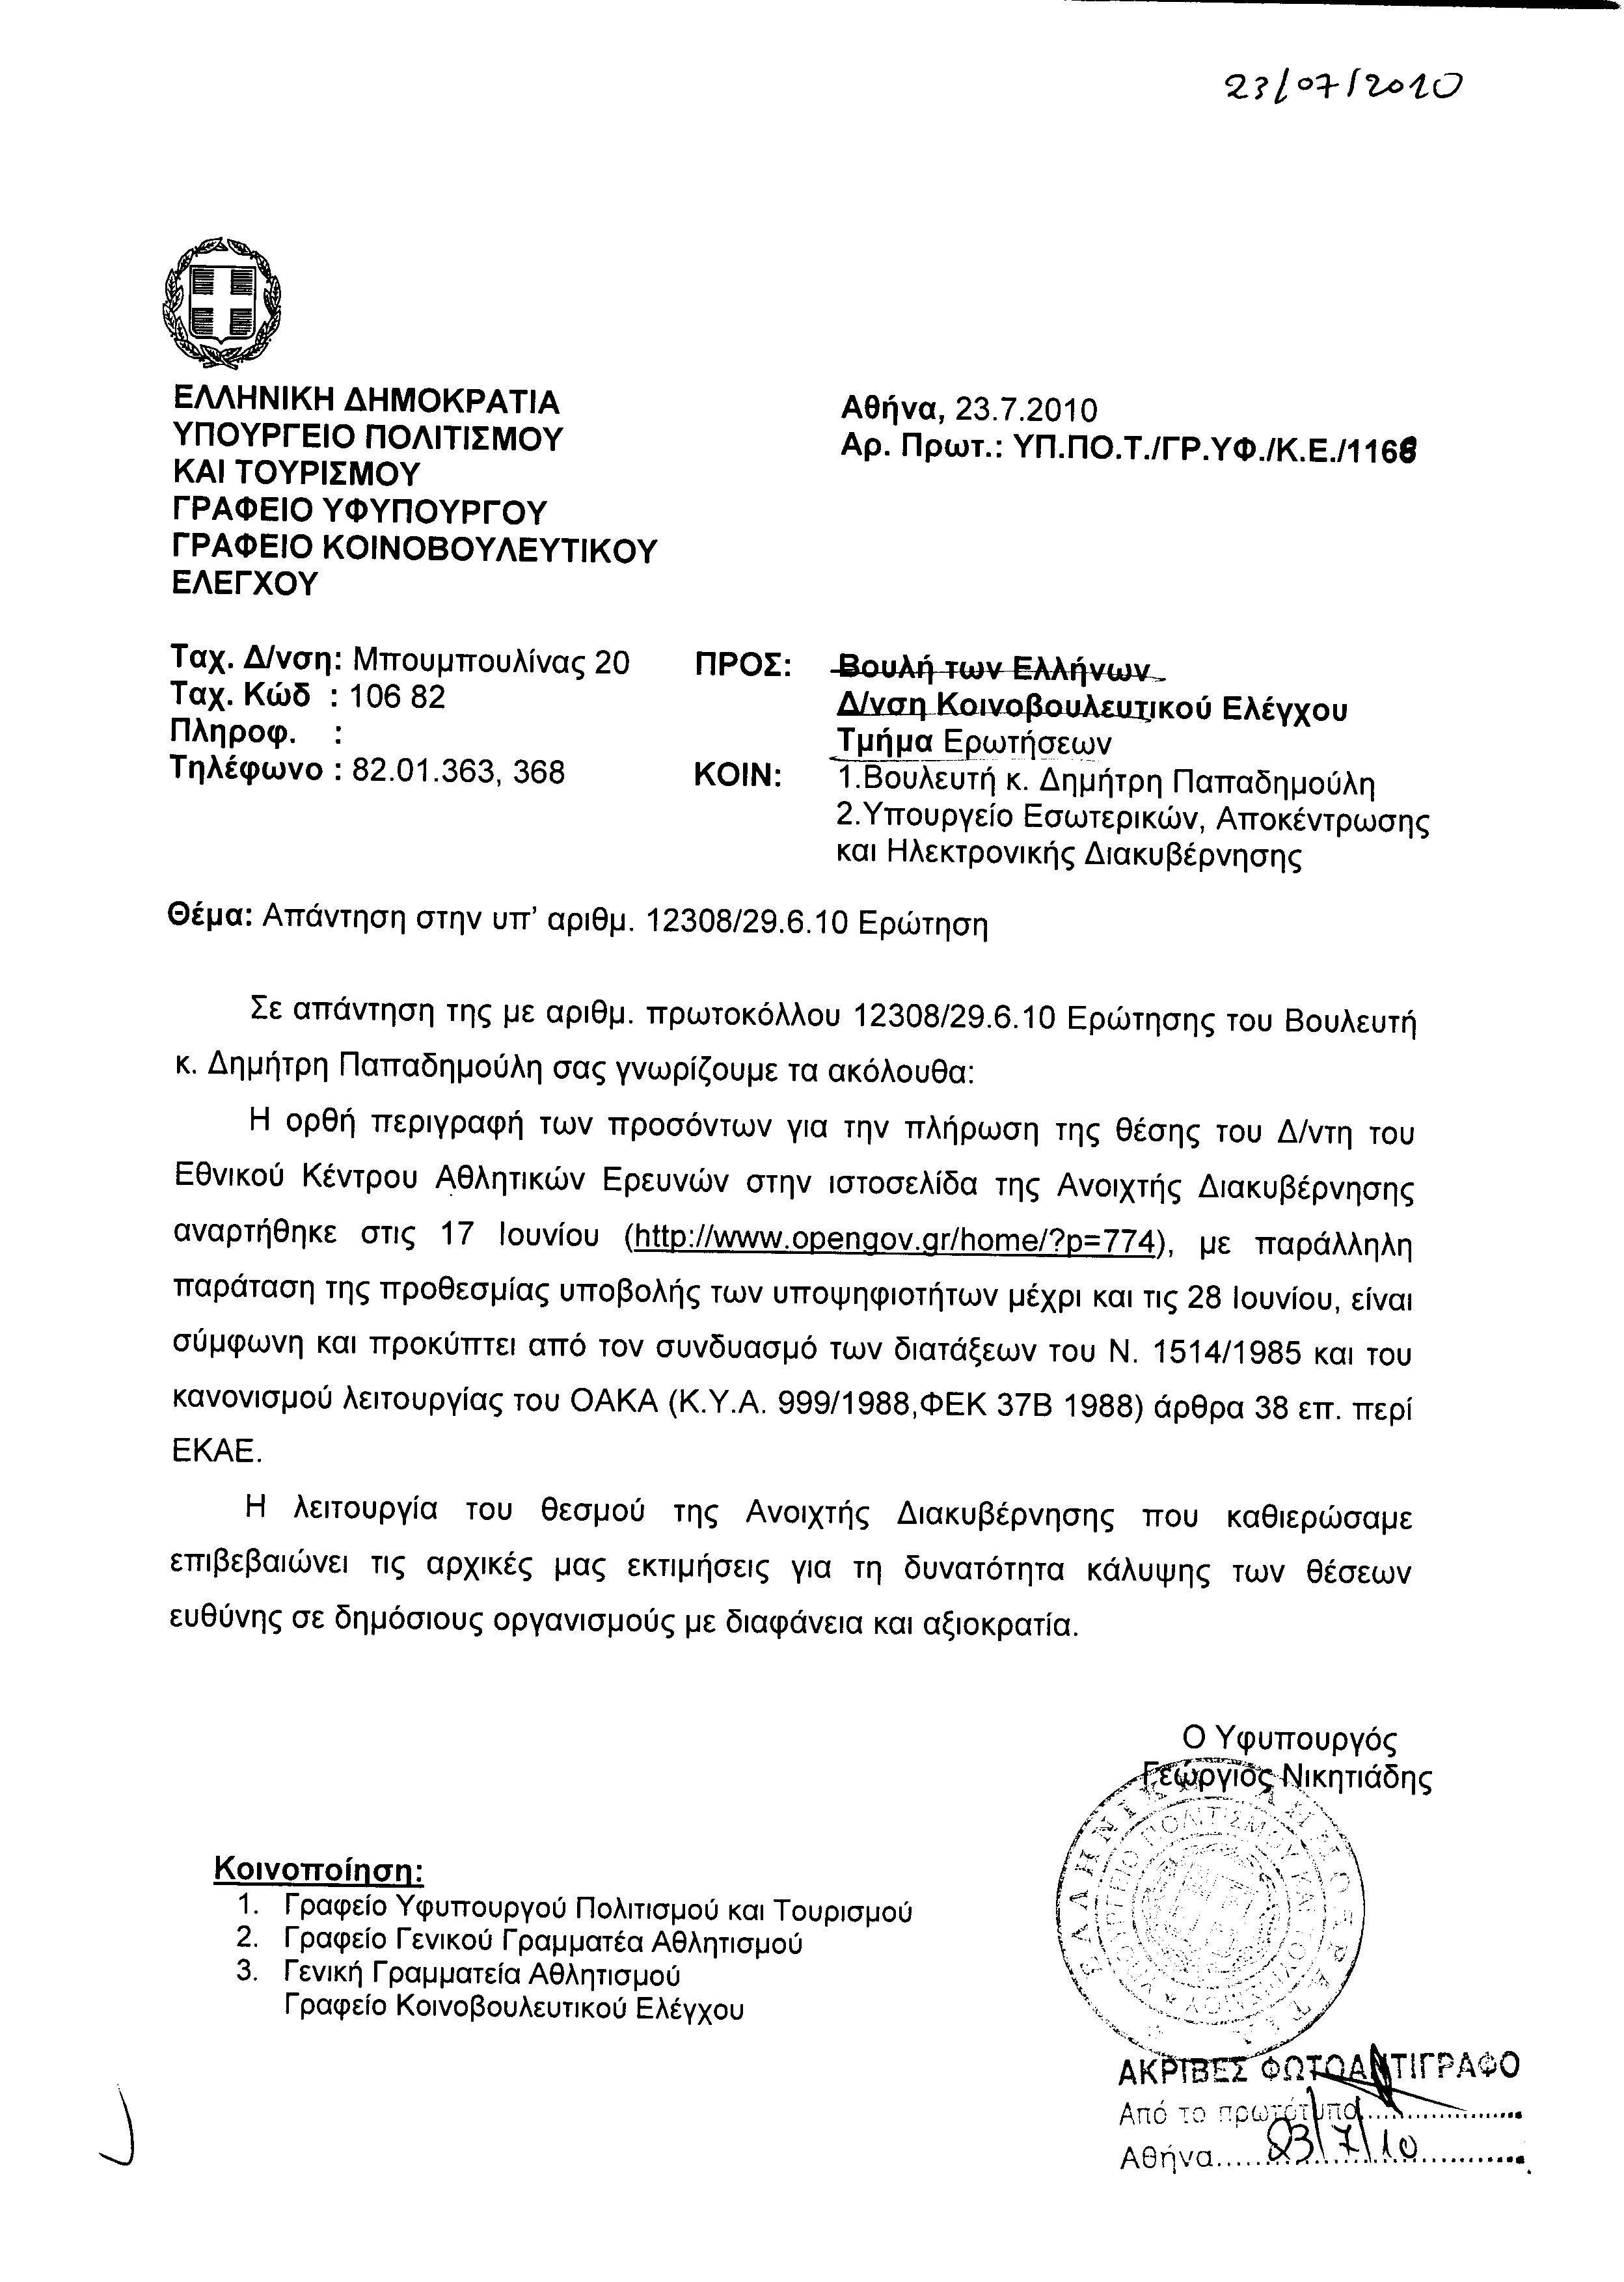 23/07/2010
ΕΛΛΗΝΙΚΗ ΔΗΜΟΚΡΑΤΙΑ
ΥΠΟΥΡΓΕΙΟ ΠΟΛΙΤΙΣΜΟΥ
ΚΑΙ ΤΟΥΡΙΣΜΟΥ
ΓΡΑΦΕΙΟ ΥΦΥΠΟΥΡΓΟΥ
ΓΡΑΦΕΙΟ ΚΟΙΝΟΒΟΥΛΕΥΤΙΚΟΥ
ΕΛΕΓΧΟΥ
Αθήνα, 23.7.2010
Αρ. Πρωτ.: ΥΠ.ΠΟ.Τ./ΓΡ.ΥΦ./Κ.Ε./1168
Ταχ. Δ/νση: Μπουμπουλίνας 20
Ταχ. Κώδ : 106 82
Πληροφ. :
Τηλέφωνο : 82.01.363, 368
ΠΡΟΣ: Βουλή των Ελλήνων
Δ/νση Κοινοβουλευτικού Ελέγχου
Τμήμα Ερωτήσεων
ΚΟΙΝ: 1.Βουλευτή κ. Δημήτρη Παπαδημούλη
2.Υπουργείο Εσωτερικών, Αποκέντρωσης
και Ηλεκτρονικής Διακυβέρνησης
Θέμα: Απάντηση στην υπ' αριθμ. 12308/29.6.10 Ερώτηση
Σε απάντηση της με αριθμ. πρωτοκόλλου 12308/29.6.10 Ερώτησης του Βουλευτή
κ. Δημήτρη Παπαδημούλη σας γνωρίζουμε τα ακόλουθα:
Η ορθή περιγραφή των προσόντων για την πλήρωση της θέσης του Δ/ντη του
Εθνικού Κέντρου Αθλητικών Ερευνών στην ιστοσελίδα της Ανοιχτής Διακυβέρνησης
αναρτήθηκε στις 17 Ιουνίου (http://www.opengov.gr/home/?p=774), με παράλληλη
παράταση της προθεσμίας υποβολής των υποψηφιοτήτων μέχρι και τις 28 Ιουνίου, είναι
σύμφωνη και προκύπτει από τον συνδυασμό των διατάξεων του Ν. 1514/1985 και του
κανονισμού λειτουργίας του ΟΑΚΑ (Κ.Υ.Α. 999/1988,ΦΕΚ 37Β 1988) άρθρα 38 επ. περί
ΕΚΑΕ.
Η λειτουργία του θεσμού της Ανοιχτής Διακυβέρνησης που καθιερώσαμε
επιβεβαιώνει τις αρχικές μας εκτιμήσεις για τη δυνατότητα κάλυψης των θέσεων
ευθύνης σε δημόσιους οργανισμούς με διαφάνεια και αξιοκρατία.
Ο Υφυπουργός
Γεώργιος Νικητιάδης
ΕΛΛΗΝΙΚΗ ΔΗΜΟΚΡΑΤΙΑ
ΥΠΟΥΡΓΕΙΟ ΠΟΛΙΤΙΣΜΟΥ ΚΑΙ ΤΟΥΡΙΣΜΟΥ
Κοινοποίηση:
1. Γραφείο Υφυπουργού Πολιτισμού και Τουρισμού
2. Γραφείο Γενικού Γραμματέα Αθλητισμού
3. Γενική Γραμματεία Αθλητισμού
Γραφείο Κοινοβουλευτικού Ελέγχου
ΑΚΡΙΒΕΣ ΦΩΤΟΑΝΤΙΓΡΑΦΟ
Από το πρωτότυπο
Αθήνα 23/7/10